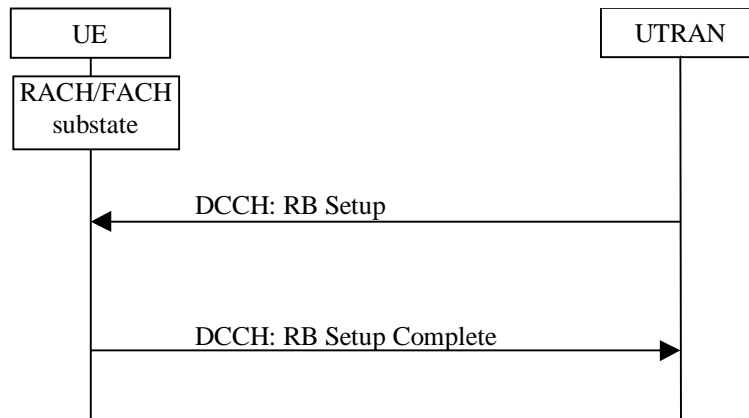 UE
UTRAN
RACH/FACH
substate
DCCH: RB Setup
DCCH: RB Setup Complete